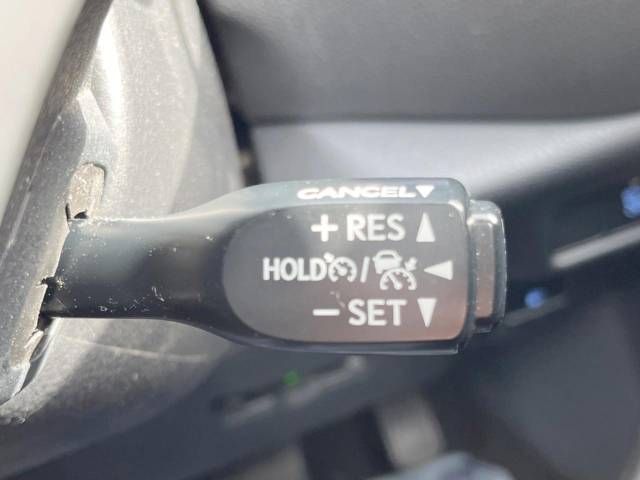 CANCEL▼
+ RES ▲
HOLD / ◀
− SET ▼